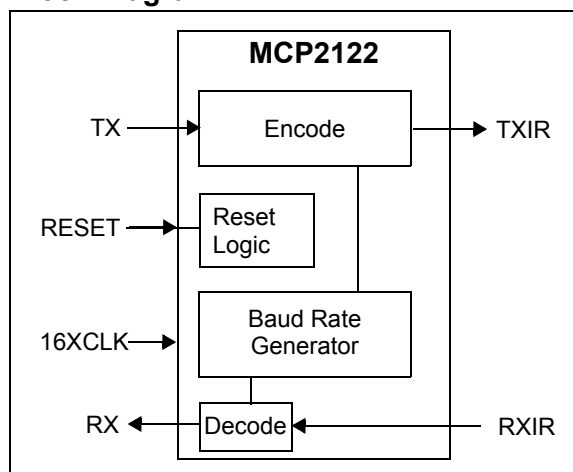 MCP2122
TX
Encode
TXIR
RESET
Reset
Logic
16XCLK
Baud Rate
Generator
RX
Decode
RXIR